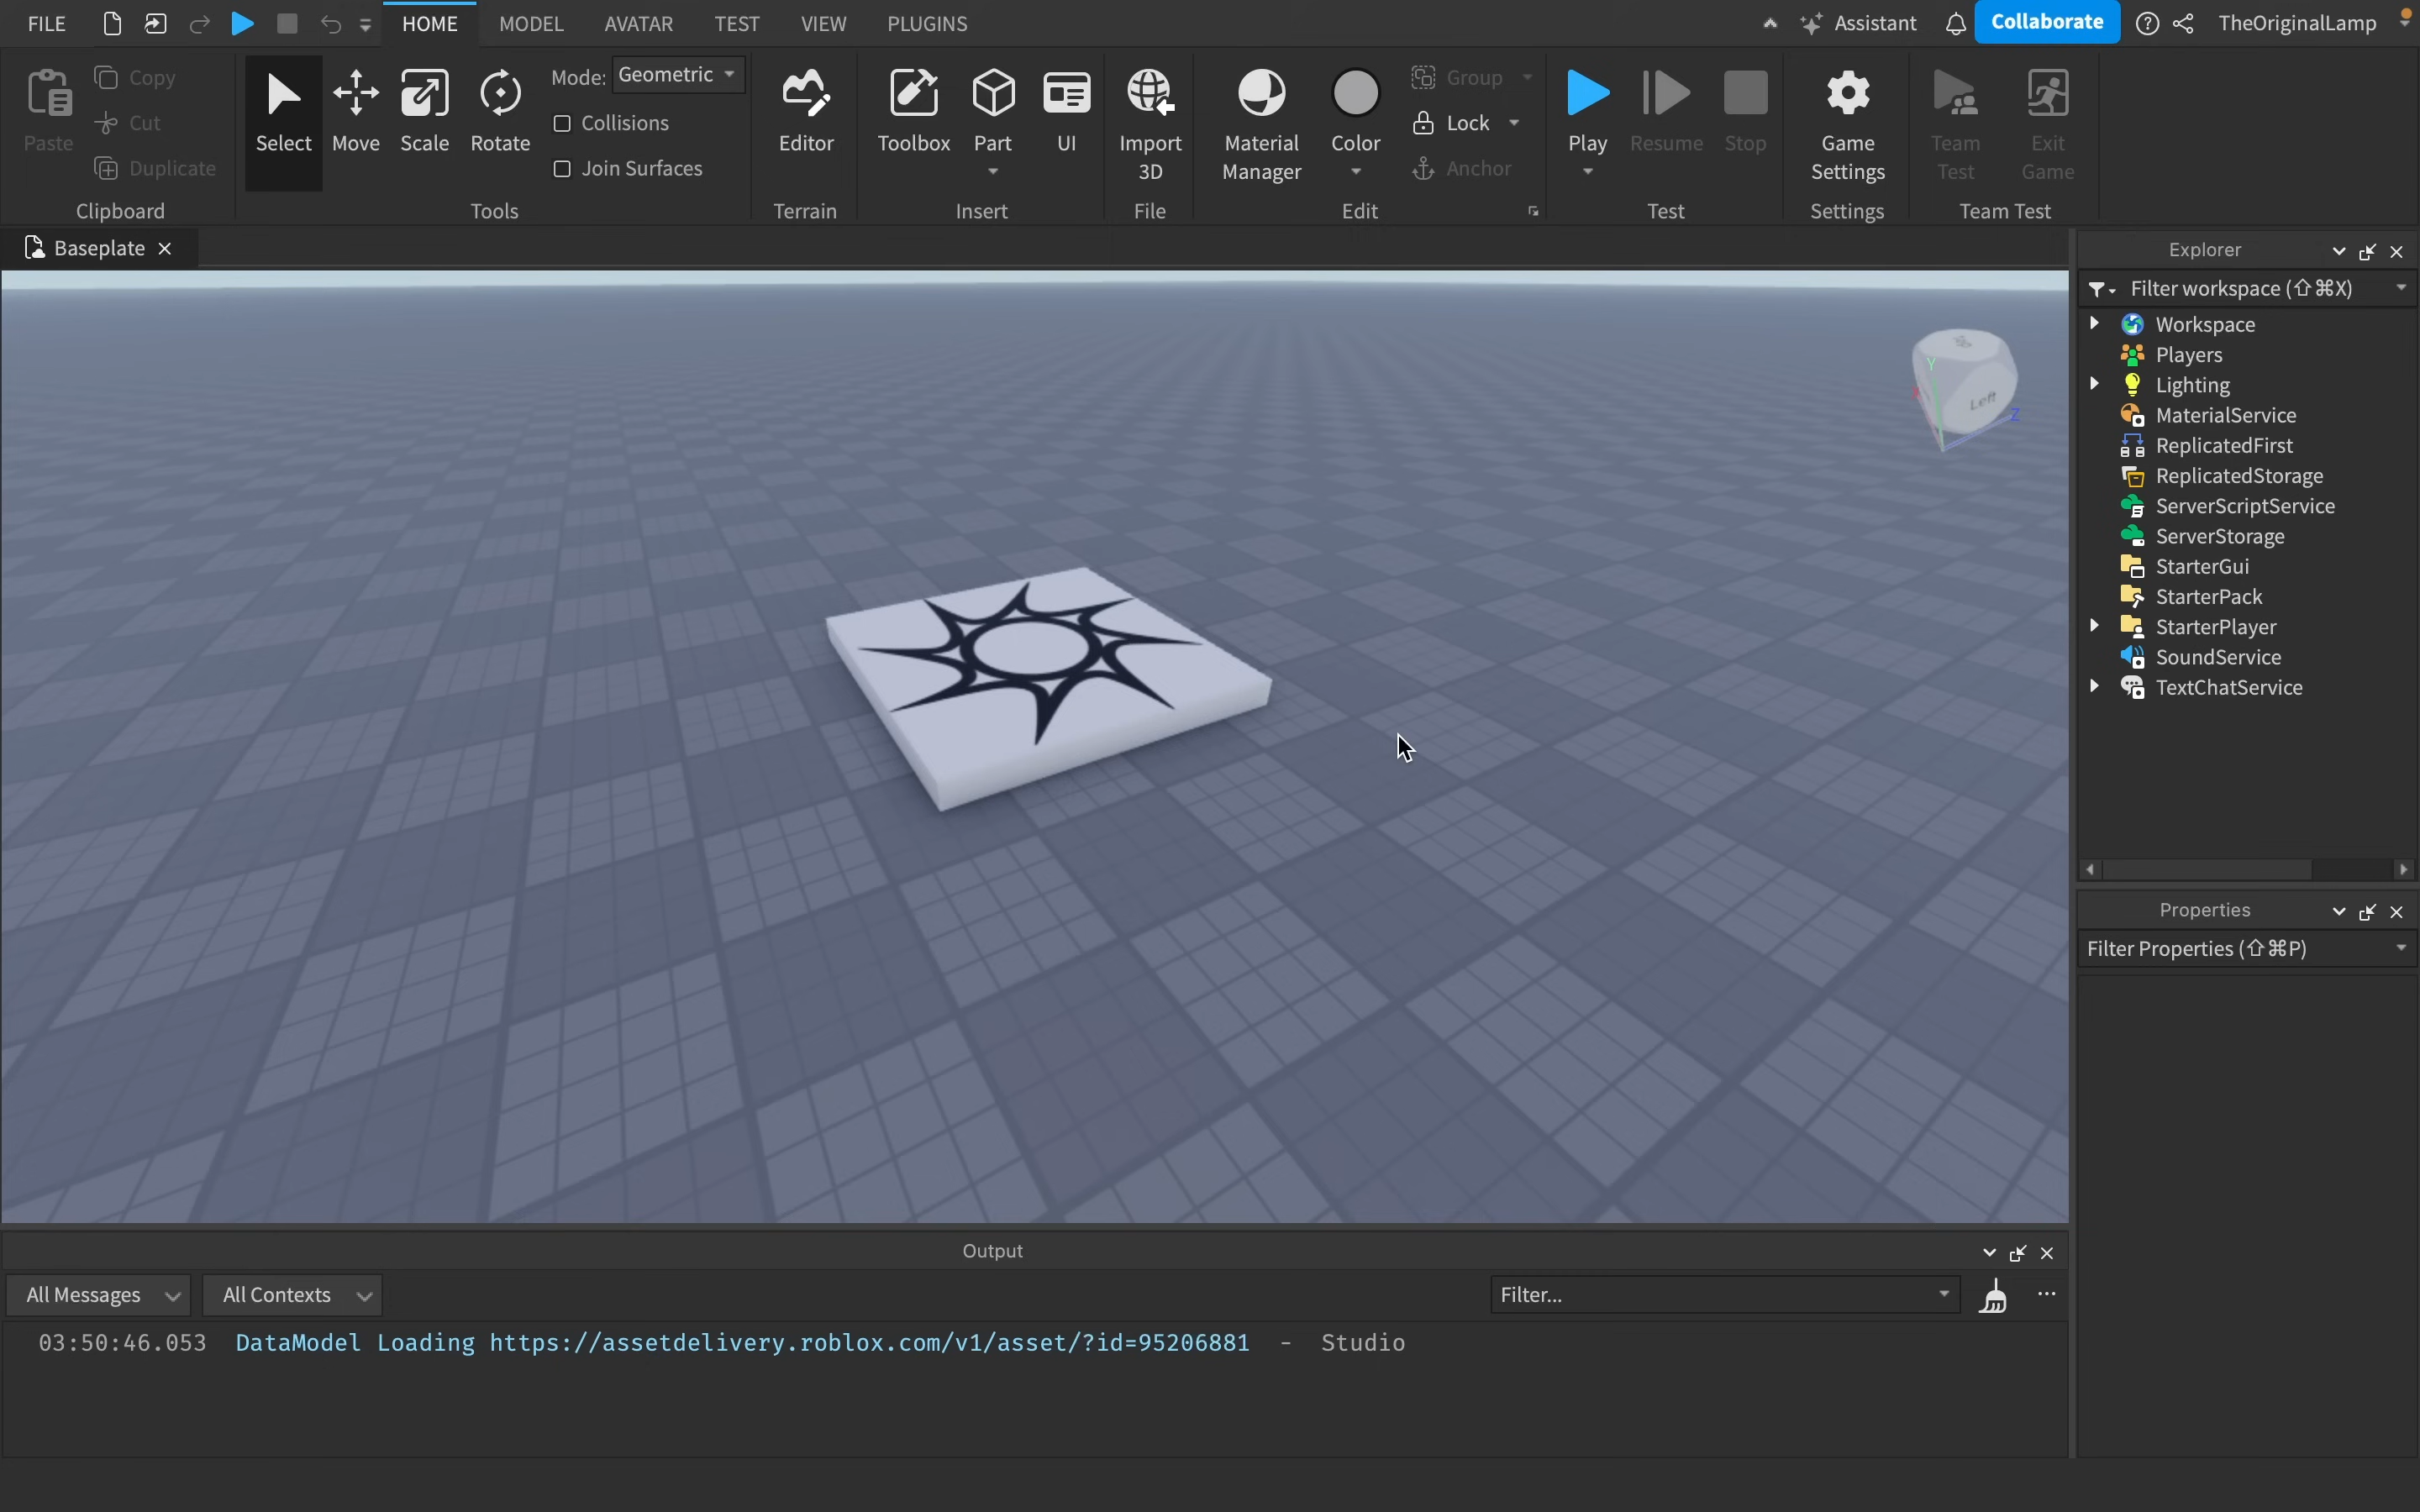 FILE
HOME
MODEL
AVATAR
TEST
VIEW
PLUGINS
Assistant
Collaborate
TheOriginalLamp
Paste
Copy
Cut
Duplicate
Clipboard
Select
Move
Scale
Rotate
Mode: Geometric
Collisions
Join Surfaces
Tools
Editor
Terrain
Toolbox
Part
UI
Insert
Import
3D
File
Material
Manager
Color
Group
Lock
Anchor
Edit
Play
Resume
Stop
Test
Game
Settings
Settings
Team
Test
Exit
Game
Team Test
Baseplate
Y
Left
Z
Explorer
Filter workspace (⇧⌘X)
Workspace
Players
Lighting
MaterialService
ReplicatedFirst
ReplicatedStorage
ServerScriptService
ServerStorage
StarterGui
StarterPack
StarterPlayer
SoundService
TextChatService
Properties
Filter Properties (⇧⌘P)
Output
All Messages
All Contexts
Filter...
03:50:46.053 DataModel Loading https://assetdelivery.roblox.com/v1/asset/?id=95206881 - Studio